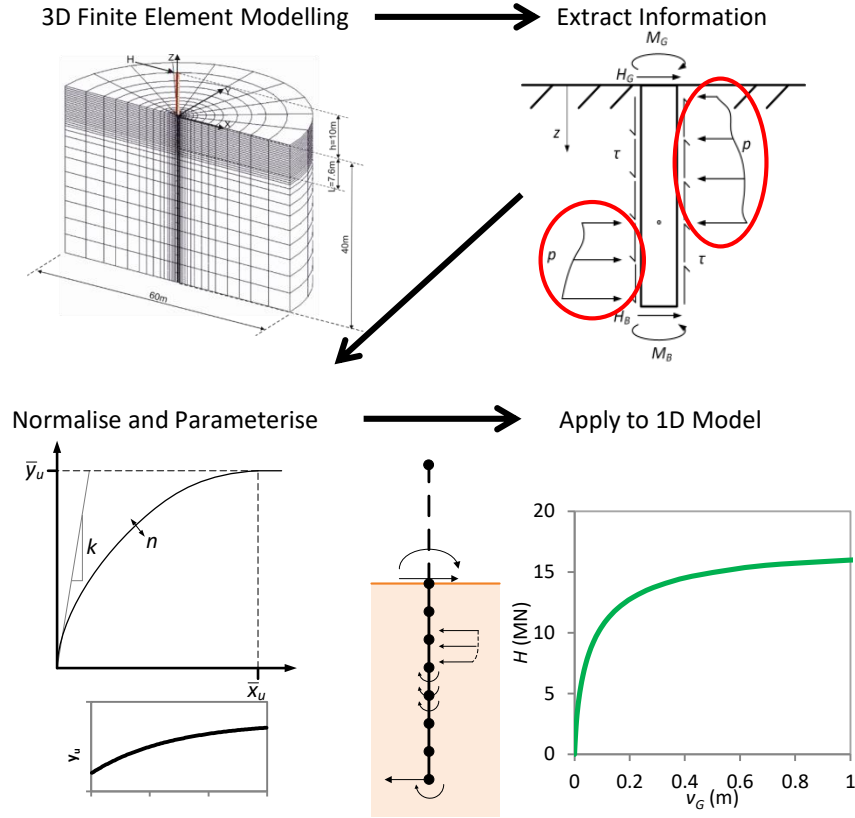 3D Finite Element Modelling
Extract Information
H
Z
Y
X
h=10m
L=7.6m
40m
60m
M_G
H_G
z
τ
p
p
τ
H_B
M_B
Normalise and Parameterise
Apply to 1D Model
y̅_u
k
n
x̅_u
y_u
H (MN)
20
15
10
5
0
0 0.2 0.4 0.6 0.8 1
v_G (m)